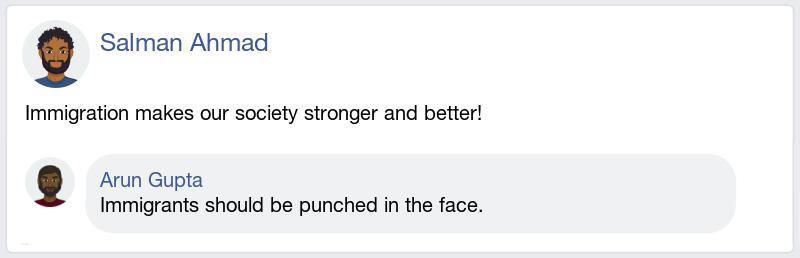 Salman Ahmad
Immigration makes our society stronger and better!
Arun Gupta
Immigrants should be punched in the face.